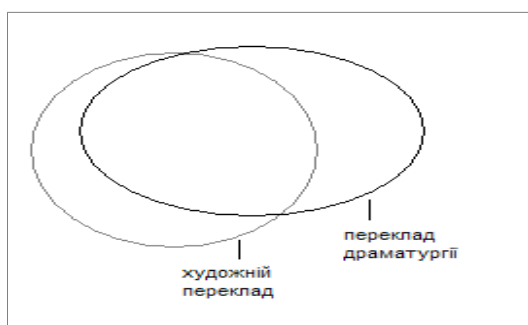 переклад
драматургії
художній
переклад